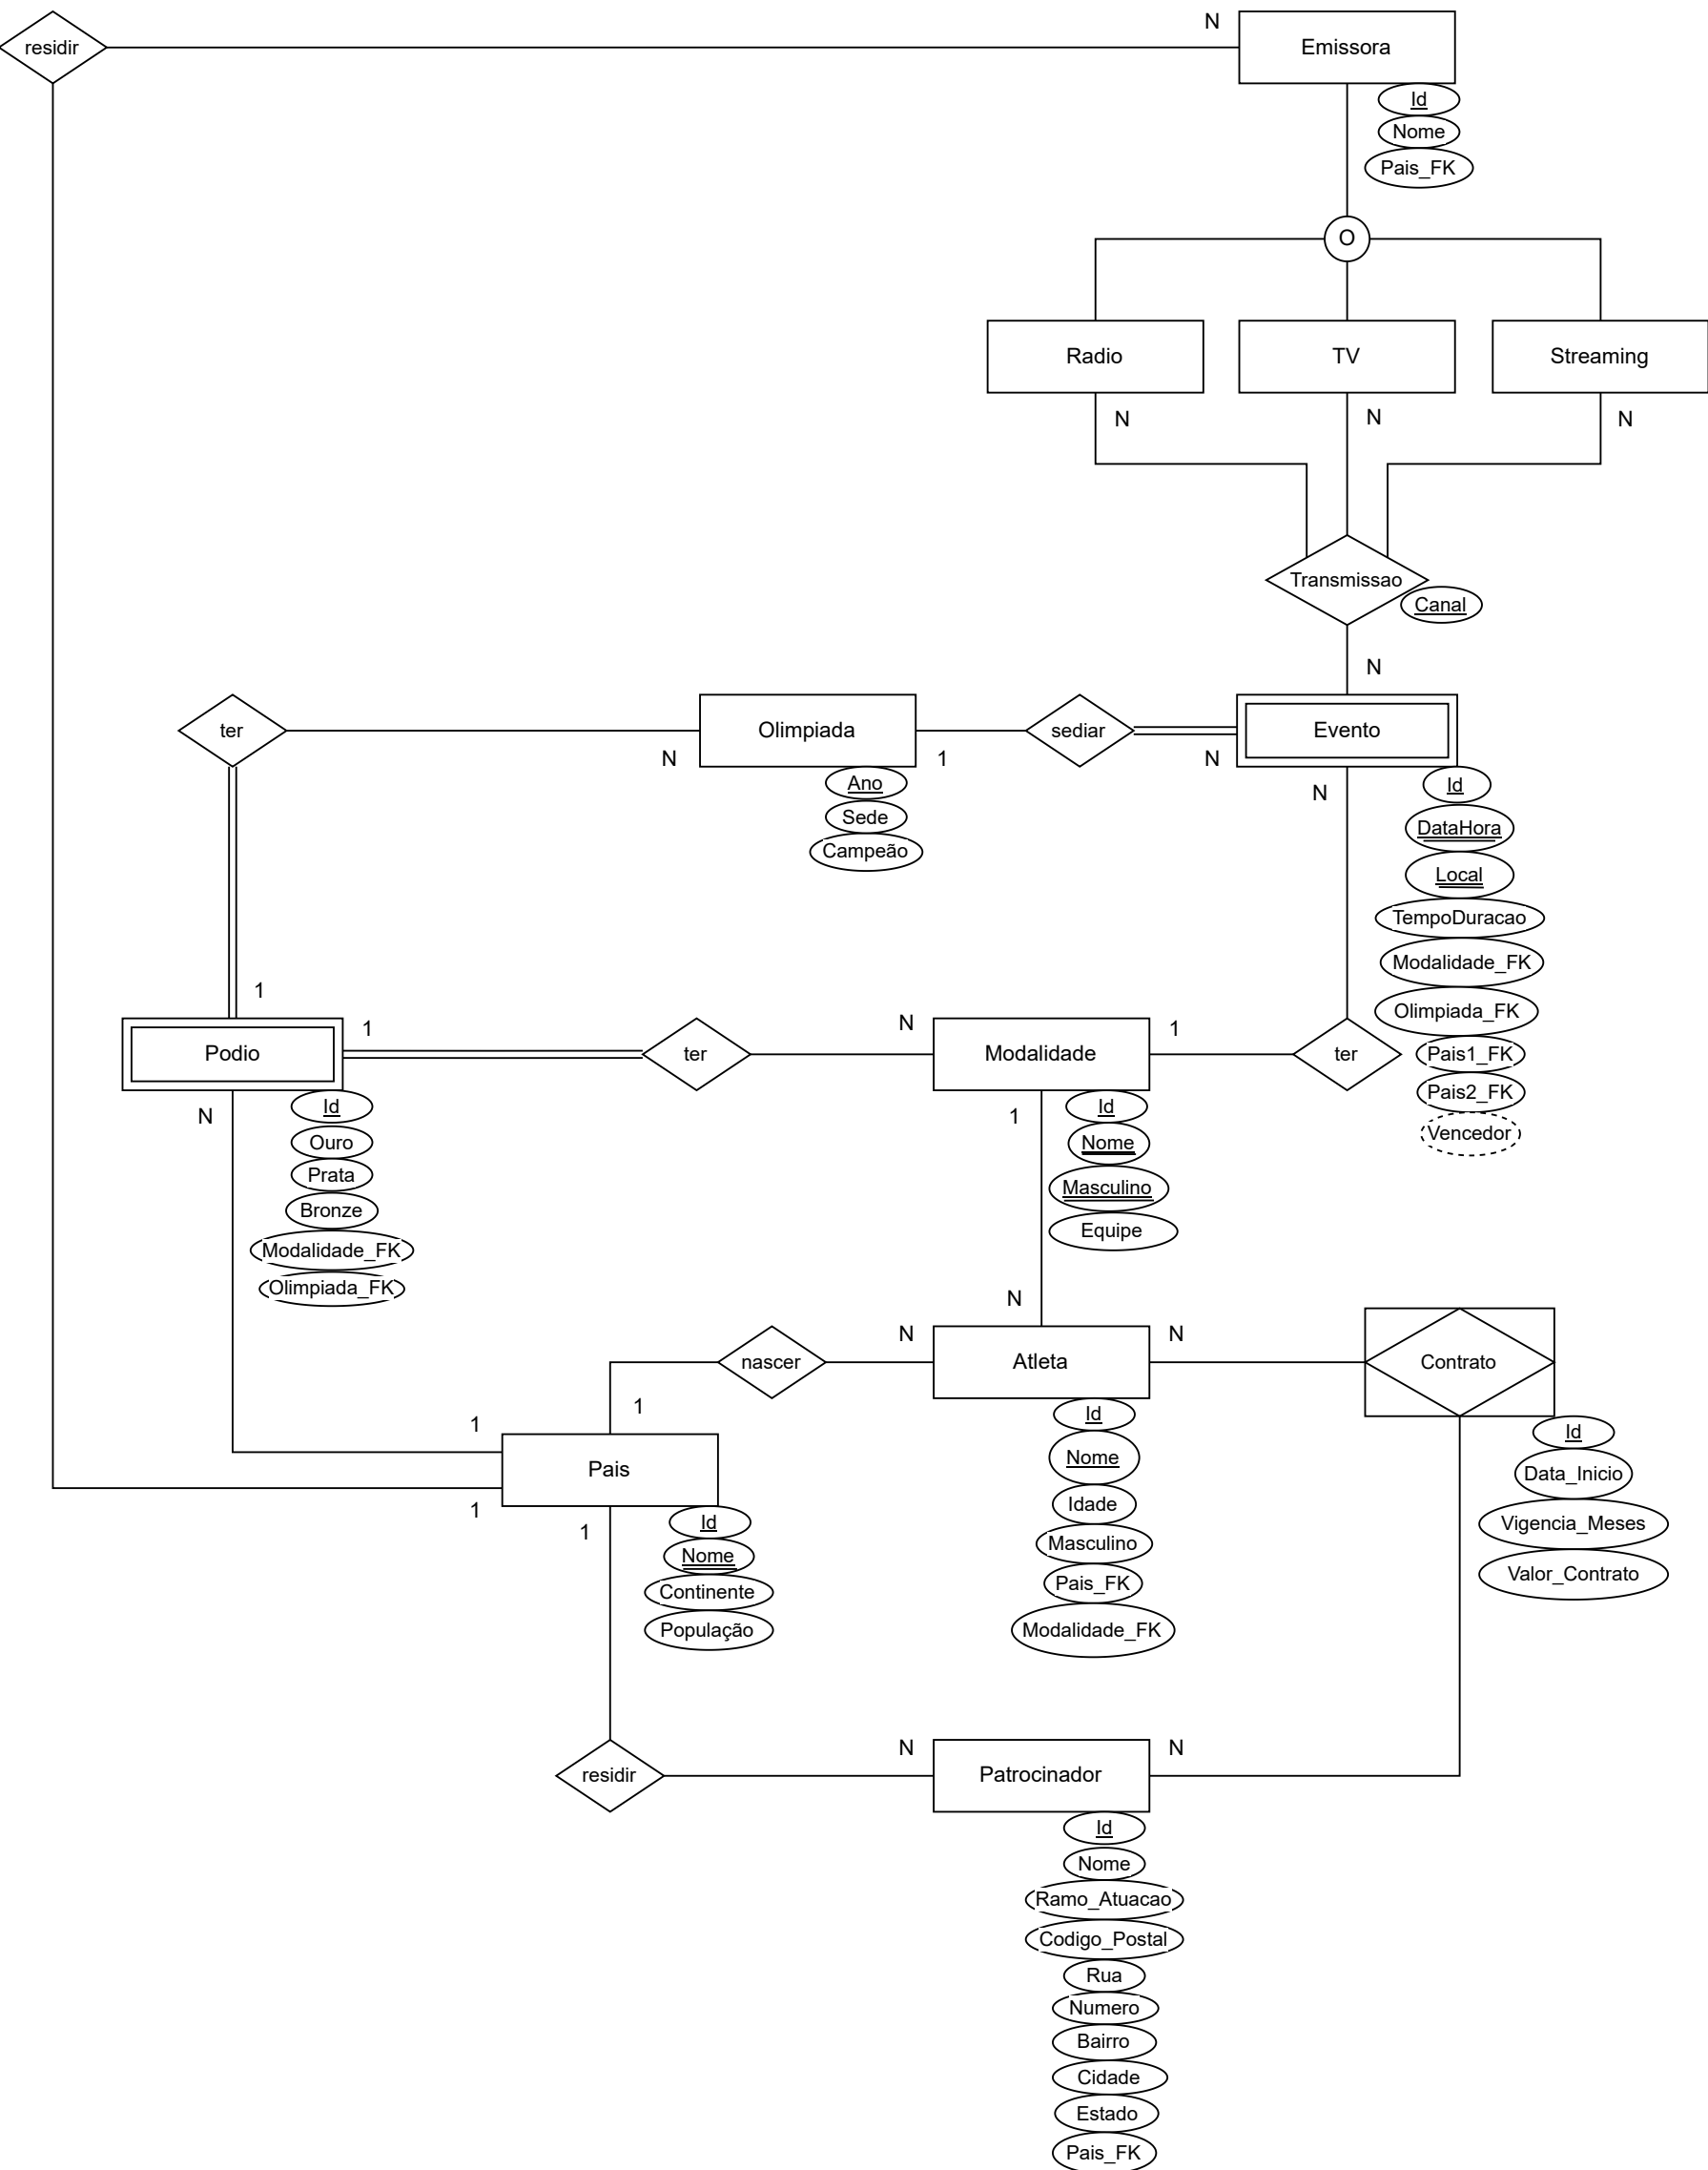 residir
N
Emissora
Id
Nome
Pais_FK
O
Radio
TV
Streaming
N
N
N
Transmissao
Canal
N
ter
N
Olimpiada
1
sediar
N
Evento
N
Ano
Sede
Campeão
Id
DataHora
Local
TempoDuracao
Modalidade_FK
Olimpiada_FK
Pais1_FK
Pais2_FK
Vencedor
1
Podio
1
ter
N
Modalidade
1
ter
N
Id
Ouro
Prata
Bronze
Modalidade_FK
Olimpiada_FK
1
Id
Nome
Masculino
Equipe
N
nascer
N
Atleta
N
Contrato
1
1
Pais
1
1
Id
Nome
Continente
População
Id
Nome
Idade
Masculino
Pais_FK
Modalidade_FK
Id
Data_Inicio
Vigencia_Meses
Valor_Contrato
residir
N
Patrocinador
N
Id
Nome
Ramo_Atuacao
Codigo_Postal
Rua
Numero
Bairro
Cidade
Estado
Pais_FK